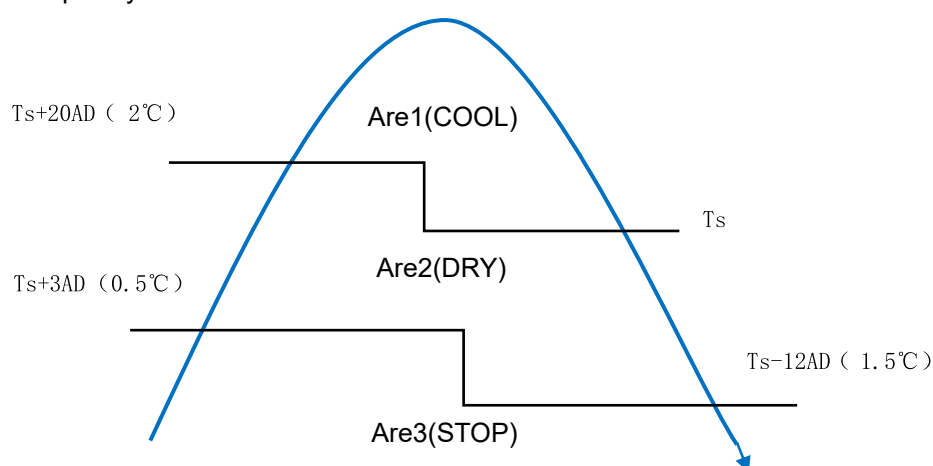 Ts+20AD（ 2℃）
Are1(COOL)
Ts
Are2(DRY)
Ts+3AD（0.5℃）
Ts-12AD（ 1.5℃）
Are3(STOP)